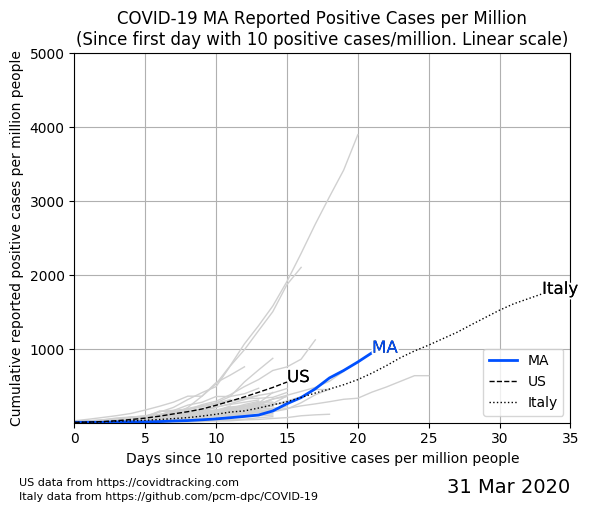 COVID-19 MA Reported Positive Cases per Million
(Since first day with 10 positive cases/million. Linear scale)
Cumulative reported positive cases per million people
5000
4000
3000
2000
1000
Italy
MA
US
MA
US
Italy
0 5 10 15 20 25 30 35
Days since 10 reported positive cases per million people
US data from https://covidtracking.com
Italy data from https://github.com/pcm-dpc/COVID-19
31 Mar 2020